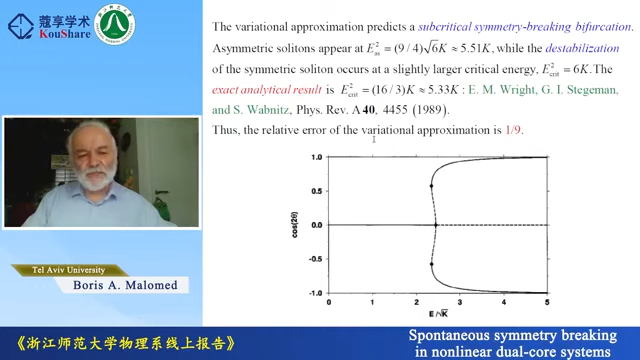 蔻享学术
KouShare
The variational approximation predicts a subcritical symmetry-breaking bifurcation.
Asymmetric solitons appear at E²ₐₛ = (9/4)√6K ≈ 5.51K, while the destabilization
of the symmetric soliton occurs at a slightly larger critical energy, E²crit = 6K. The
exact analytical result is E²crit = (16/3)K ≈ 5.33K : E. M. Wright, G. I. Stegeman,
and S. Wabnitz, Phys. Rev. A 40, 4455 (1989).
Thus, the relative error of the variational approximation is 1/9.
1.0
0.5
0.0
-0.5
-1.0
cos(2θ)
0 1 2 3 4 5
E/√K
Tel Aviv University
Boris A. Malomed
《浙江师范大学物理系线上报告》
Spontaneous symmetry breaking
in nonlinear dual-core systems